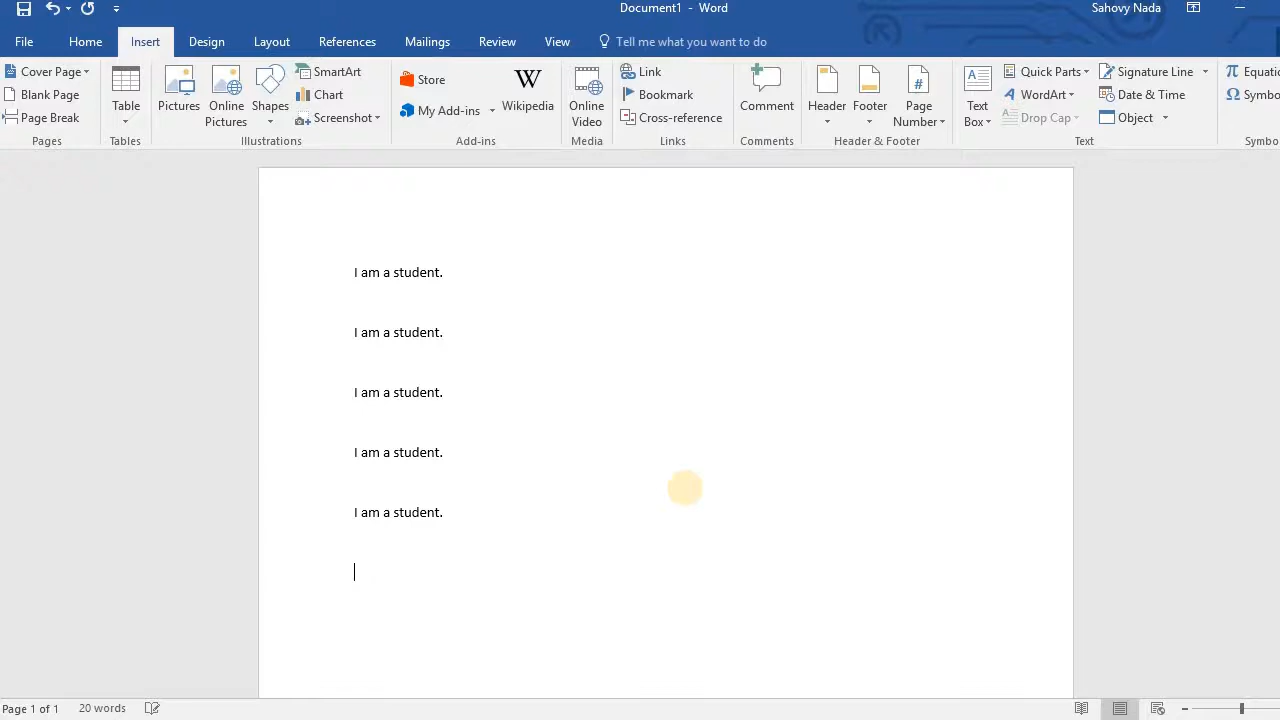 Document1 - Word
Sahovy Nada
File Home Insert Design Layout References Mailings Review View Tell me what you want to do
Cover Page
Blank Page
Page Break
Pages
Table
Tables
Pictures
Online Pictures
Shapes
SmartArt
Chart
Screenshot
Illustrations
Store
My Add-ins
Wikipedia
Add-ins
Online Video
Media
Link
Bookmark
Cross-reference
Links
Comment
Comments
Header
Footer
Page Number
Header & Footer
Text Box
Quick Parts
WordArt
Drop Cap
Signature Line
Date & Time
Object
Text
Equatio
Symbo
Symbo
I am a student.
I am a student.
I am a student.
I am a student.
I am a student.
Page 1 of 1 20 words